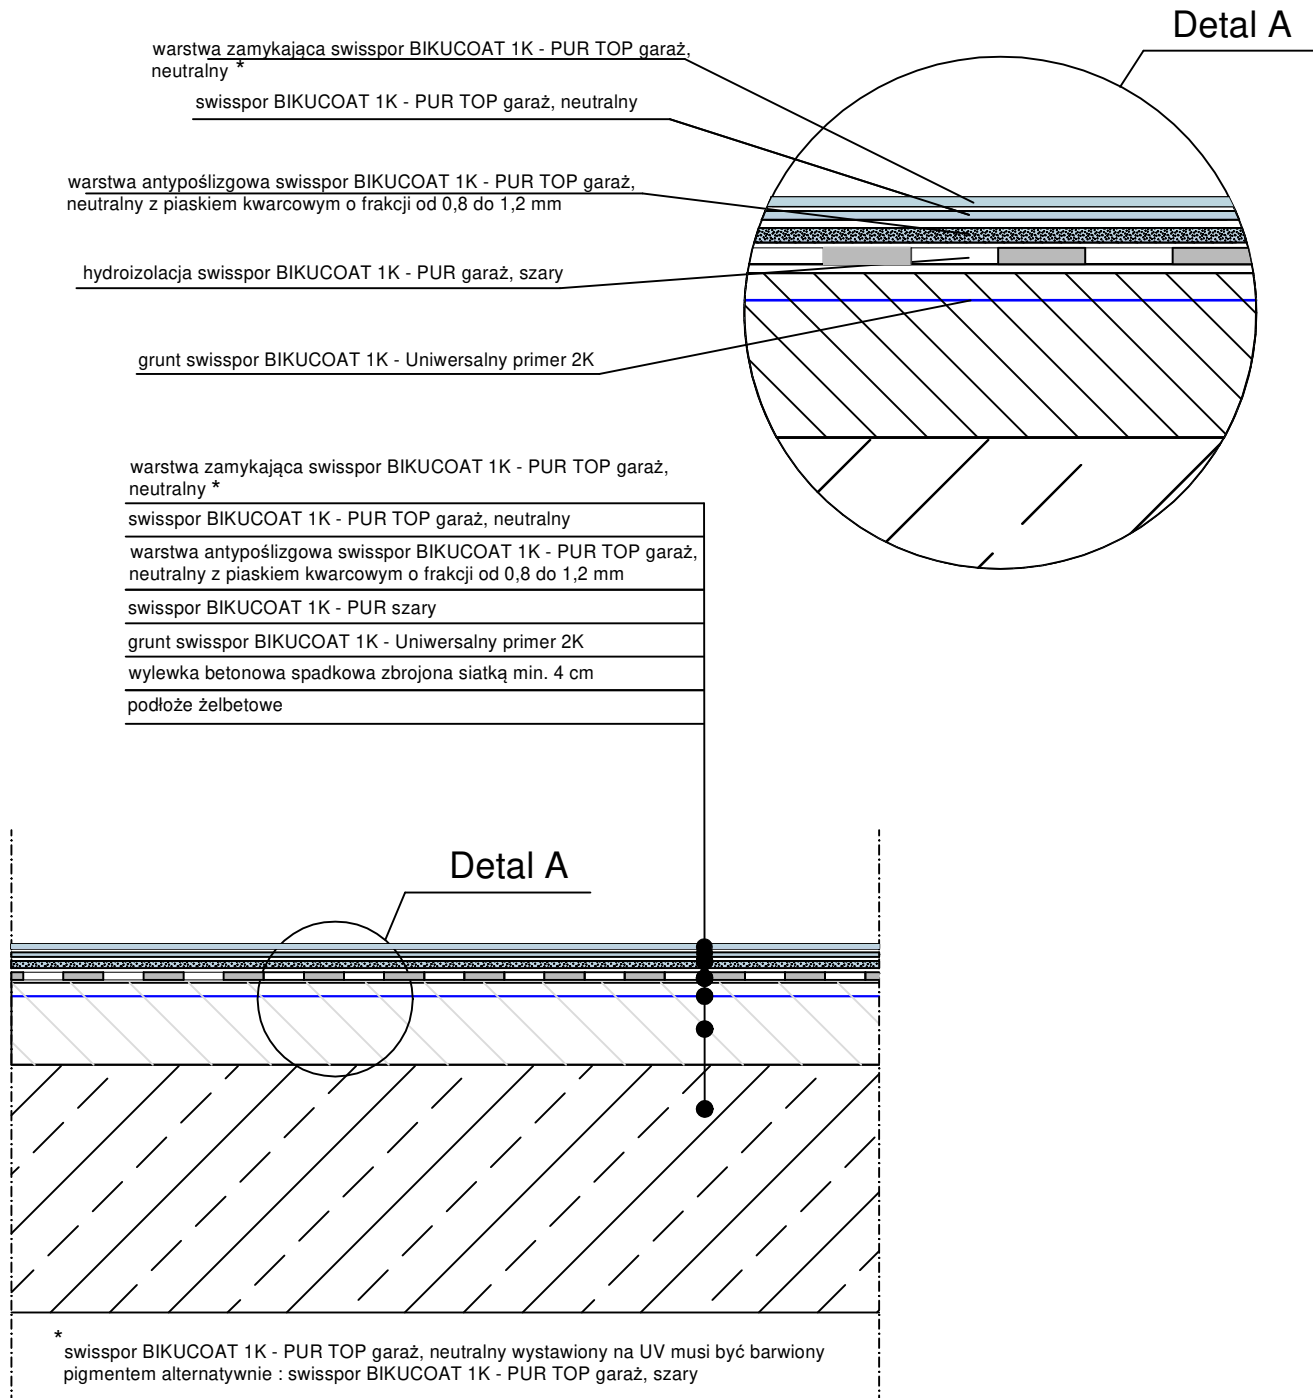 Detal A
warstwa zamykająca swisspor BIKUCOAT 1K - PUR TOP garaż,
neutralny *
swisspor BIKUCOAT 1K - PUR TOP garaż, neutralny
warstwa antypoślizgowa swisspor BIKUCOAT 1K - PUR TOP garaż,
neutralny z piaskiem kwarcowym o frakcji od 0,8 do 1,2 mm
hydroizolacja swisspor BIKUCOAT 1K - PUR garaż, szary
grunt swisspor BIKUCOAT 1K - Uniwersalny primer 2K
warstwa zamykająca swisspor BIKUCOAT 1K - PUR TOP garaż,
neutralny *
swisspor BIKUCOAT 1K - PUR TOP garaż, neutralny
warstwa antypoślizgowa swisspor BIKUCOAT 1K - PUR TOP garaż,
neutralny z piaskiem kwarcowym o frakcji od 0,8 do 1,2 mm
swisspor BIKUCOAT 1K - PUR szary
grunt swisspor BIKUCOAT 1K - Uniwersalny primer 2K
wylewka betonowa spadkowa zbrojona siatką min. 4 cm
podłoże żelbetowe
Detal A
*
swisspor BIKUCOAT 1K - PUR TOP garaż, neutralny wystawiony na UV musi być barwiony
pigmentem alternatywnie : swisspor BIKUCOAT 1K - PUR TOP garaż, szary